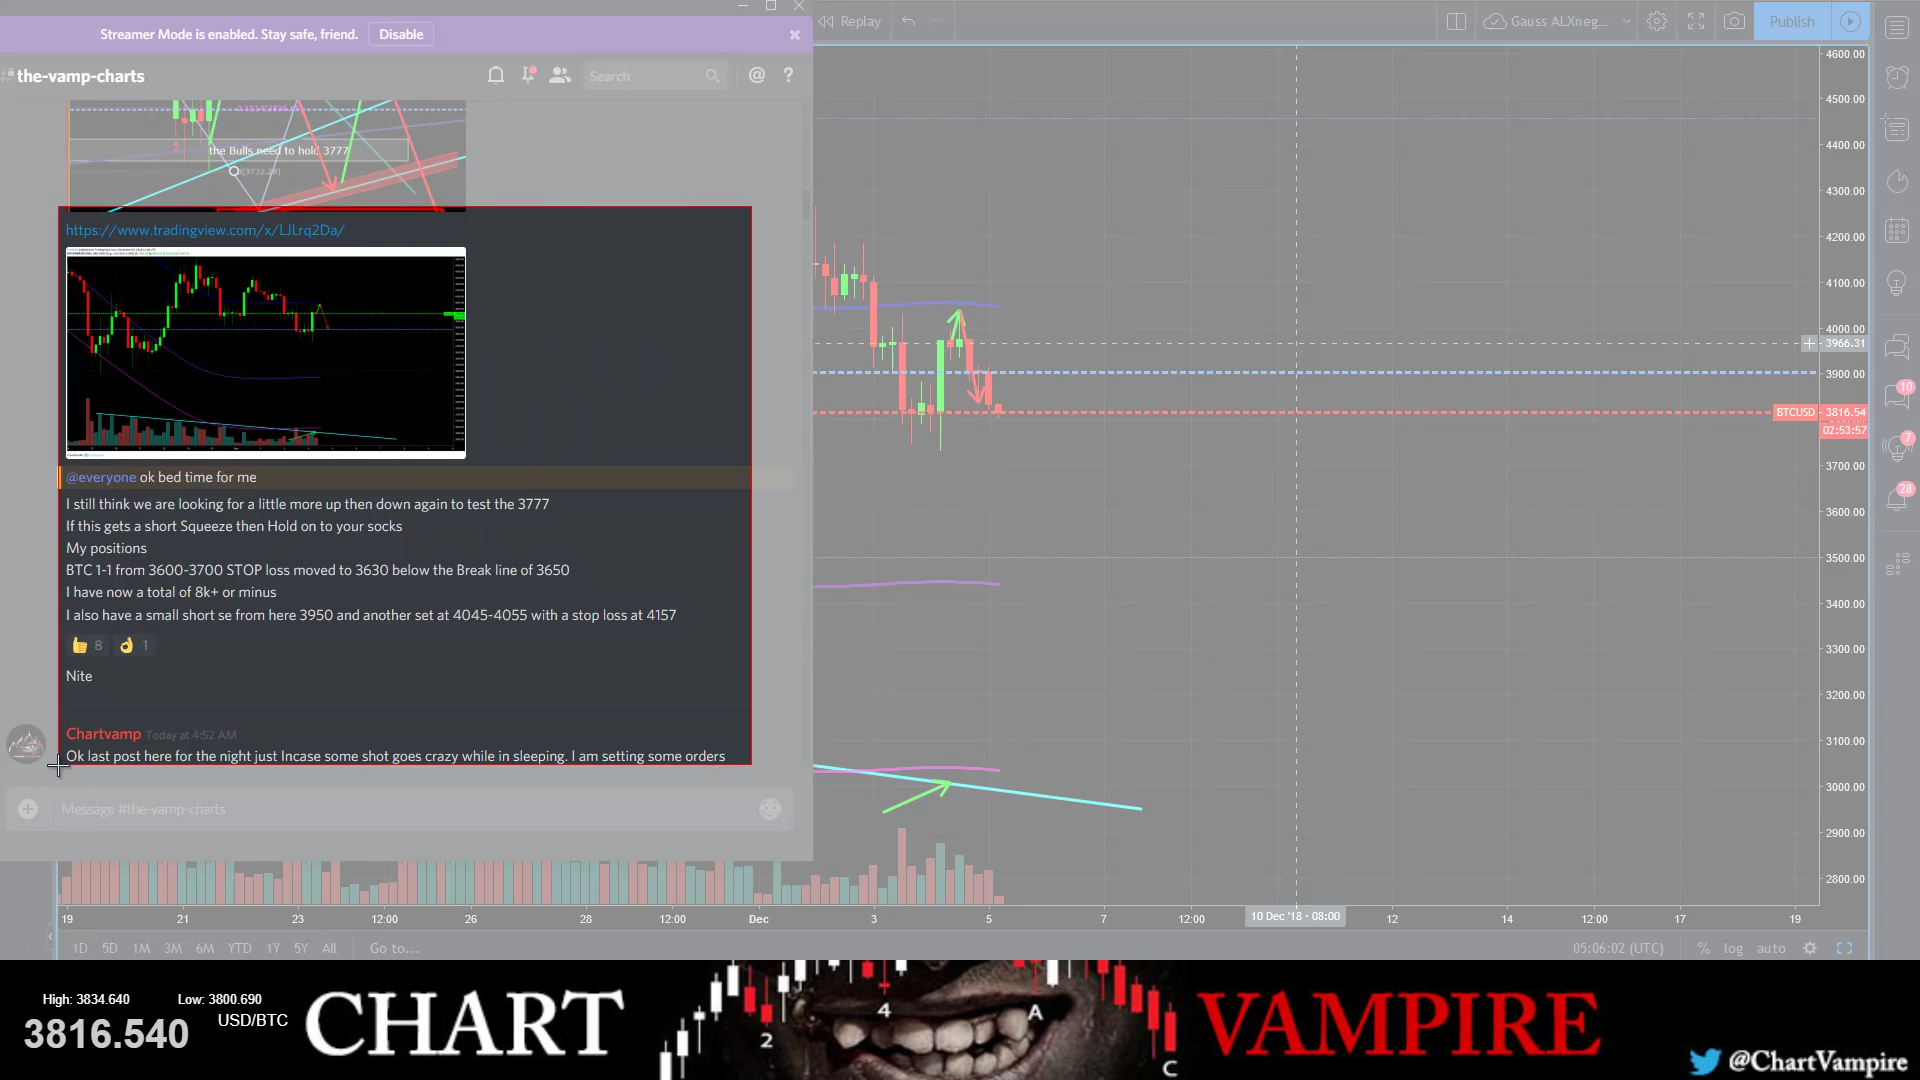 Streamer Mode is enabled. Stay safe, friend.
Disable
Replay
Gauss ALXneg...
Publish
#the-vamp-charts
Search
@
?
the Bulls need to hold 3777
https://www.tradingview.com/x/LJLrq2Da/
@everyone ok bed time for me
I still think we are looking for a little more up then down again to test the 3777
If this gets a short Squeeze then Hold on to your socks
My positions
BTC 1-1 from 3600-3700 STOP loss moved to 3630 below the Break line of 3650
I have now a total of 8k+ or minus
I also have a small short se from here 3950 and another set at 4045-4055 with a stop loss at 4157
8
1
Nite
Chartvamp Today at 4:52 AM
Ok last post here for the night just Incase some shot goes crazy while in sleeping. I am setting some orders
Message #the-vamp-charts
4600.00
4500.00
4400.00
4300.00
4200.00
4100.00
4000.00
3966.31
3900.00
BTCUSD 3816.54
02:53:57
3700.00
3600.00
3500.00
3400.00
3300.00
3200.00
3100.00
3000.00
2900.00
2800.00
10
7
28
19 21 23 12:00 26 28 12:00 Dec 3 5 7 12:00 10 Dec '18 - 08:00 12 14 12:00 17 19
1D 5D 1M 3M 6M YTD 1Y 5Y All Go to...
05:06:02 (UTC) % log auto
High: 3834.640 Low: 3800.690
3816.540 USD/BTC
CHART VAMPIRE
2
4
A
C
@ChartVampire